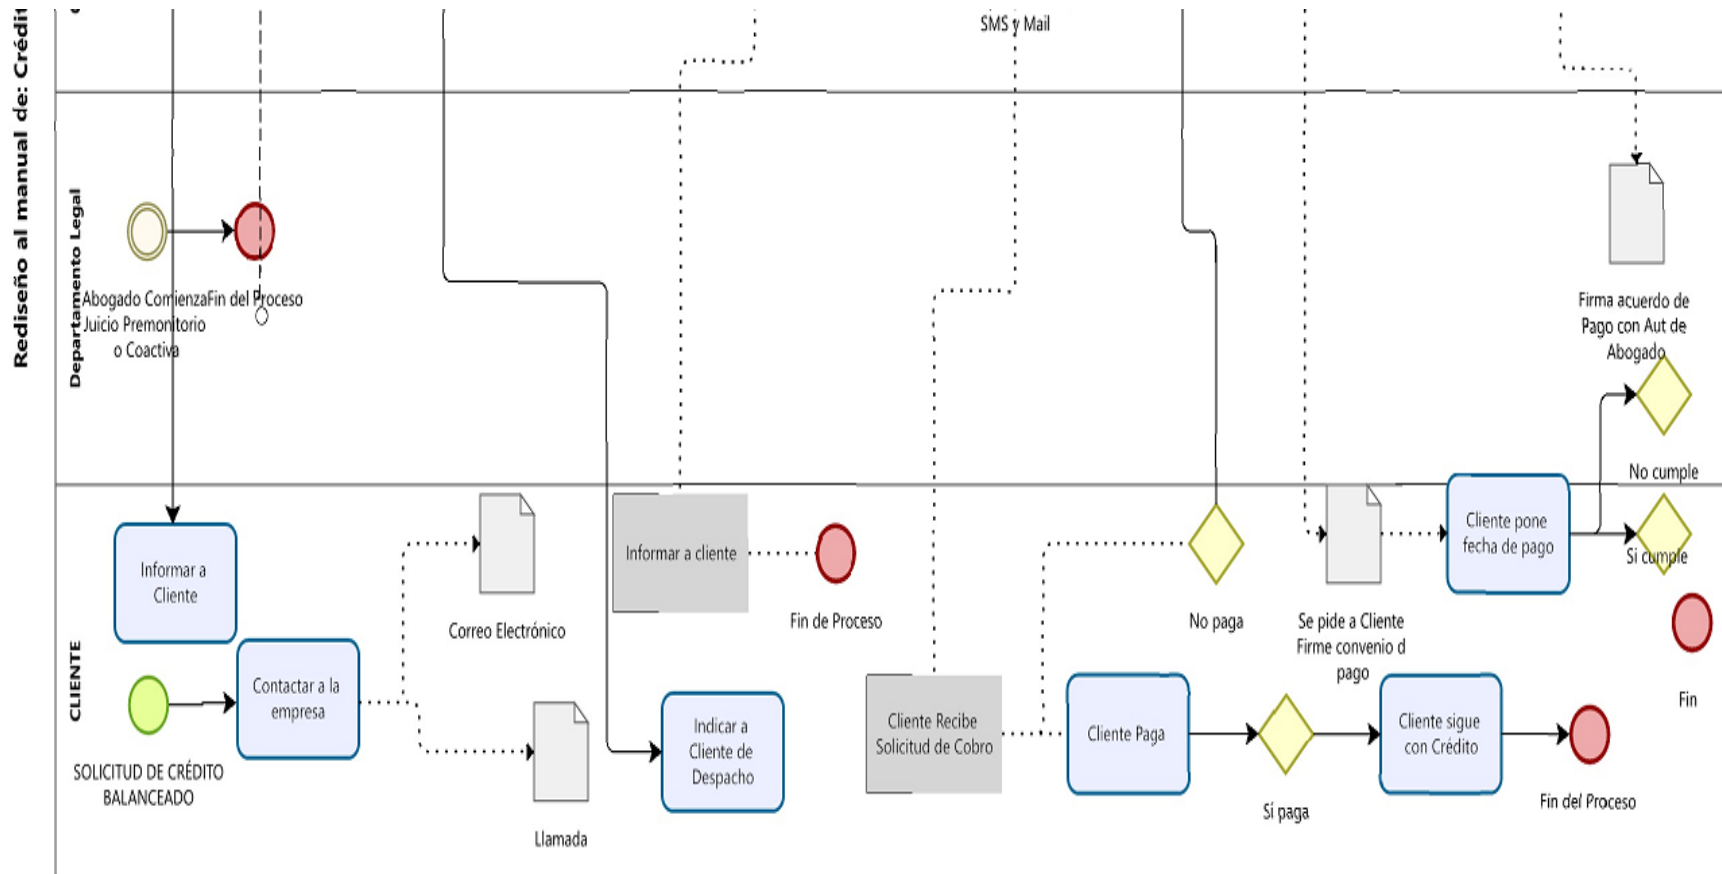 Rediseño al manual de: Crédit
SMS y Mail
Departamento Legal
Abogado Comienza
Juicio Premonitorio
o Coactiva
Fin del Proceso
Firma acuerdo de
Pago con Aut de
Abogado
No cumple
CLIENTE
Informar a
Cliente
Correo Electrónico
Informar a cliente
Fin de Proceso
No paga
Se pide a Cliente
Firme convenio d
pago
Cliente pone
fecha de pago
Si cumple
Fin
SOLICITUD DE CRÉDITO
BALANCEADO
Contactar a la
empresa
Llamada
Indicar a
Cliente de
Despacho
Cliente Recibe
Solicitud de Cobro
Cliente Paga
Sí paga
Cliente sigue
con Crédito
Fin del Proceso